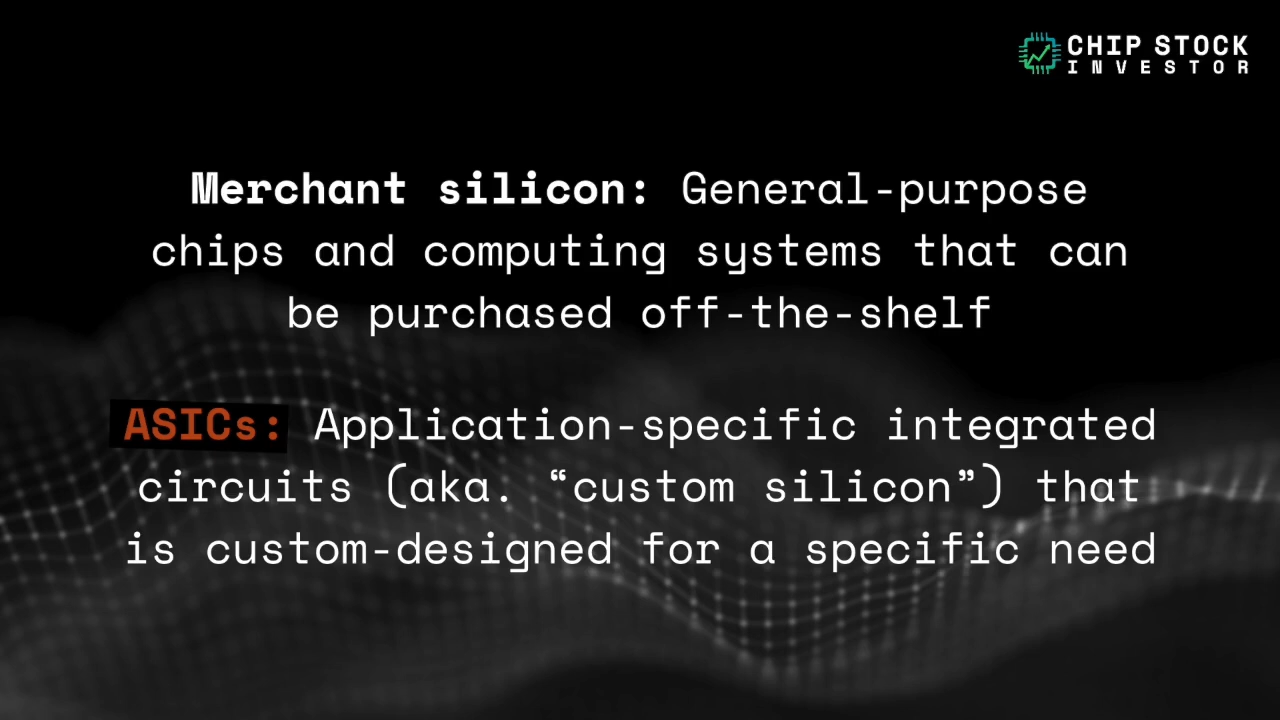 CHIP STOCK
INVESTOR
Merchant silicon: General-purpose
chips and computing systems that can
be purchased off-the-shelf
ASICs: Application-specific integrated
circuits (aka. “custom silicon”) that
is custom-designed for a specific need